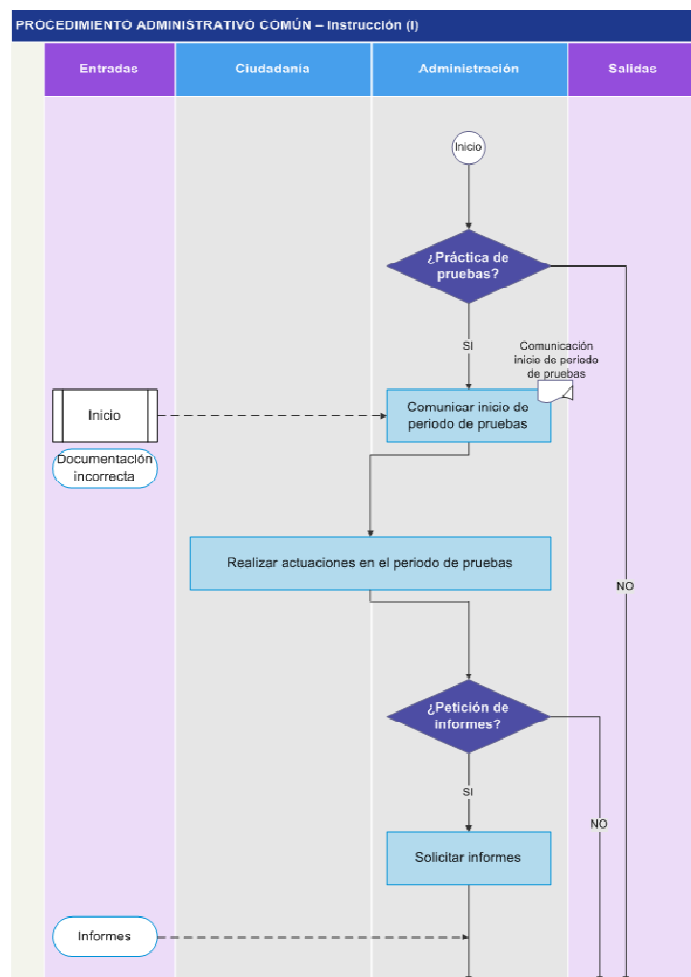 PROCEDIMIENTO ADMINISTRATIVO COMÚN – Instrucción (I)
Entradas
Ciudadanía
Administración
Salidas
Inicio
¿Práctica de
pruebas?
SI
Comunicación
inicio de periodo
de pruebas
Inicio
Comunicar inicio de
periodo de pruebas
Documentación
incorrecta
Realizar actuaciones en el periodo de pruebas
NO
¿Petición de
informes?
SI
NO
Solicitar informes
Informes